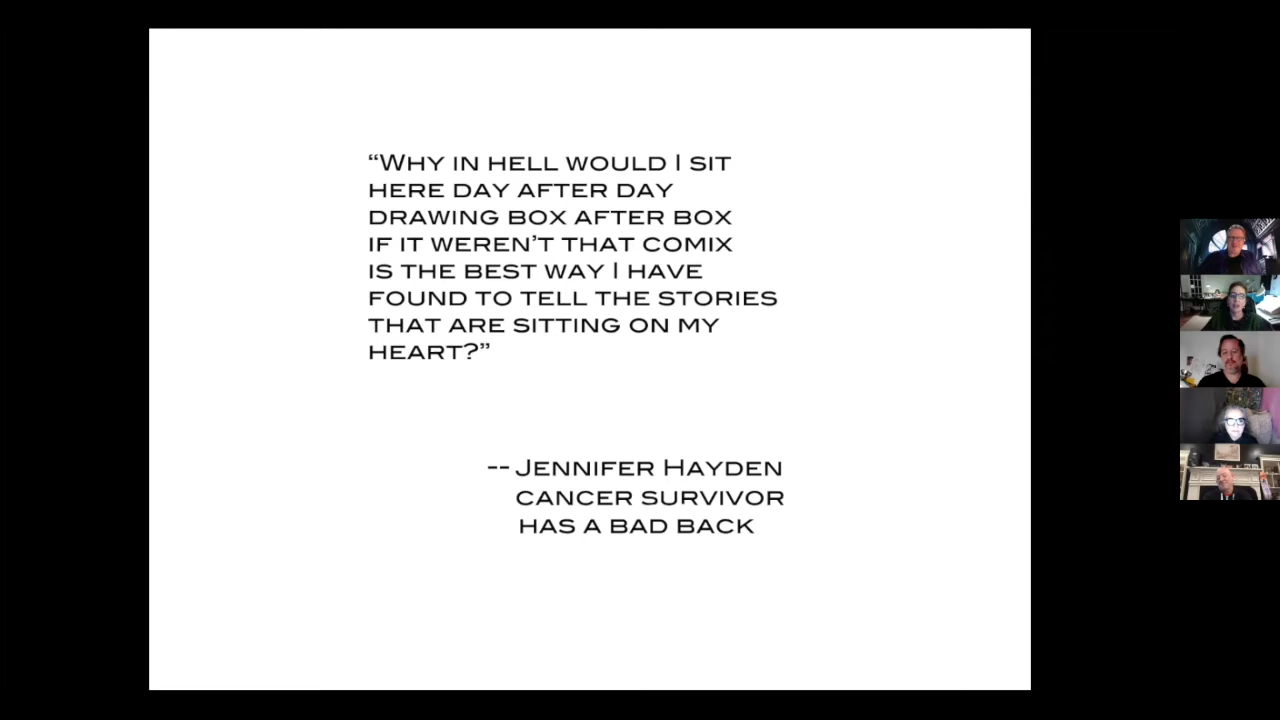 “WHY IN HELL WOULD I SIT
HERE DAY AFTER DAY
DRAWING BOX AFTER BOX
IF IT WEREN’T THAT COMIX
IS THE BEST WAY I HAVE
FOUND TO TELL THE STORIES
THAT ARE SITTING ON MY
HEART?”
-- JENNIFER HAYDEN
CANCER SURVIVOR
HAS A BAD BACK